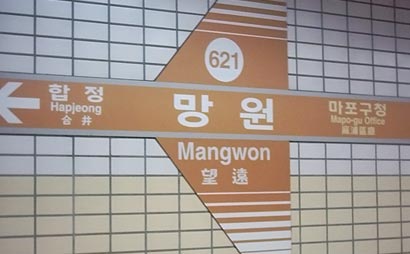 621
합정
Hapjeong
合井
망원
Mangwon
望遠
마포구청
Mapo-gu Office
麻浦區廳